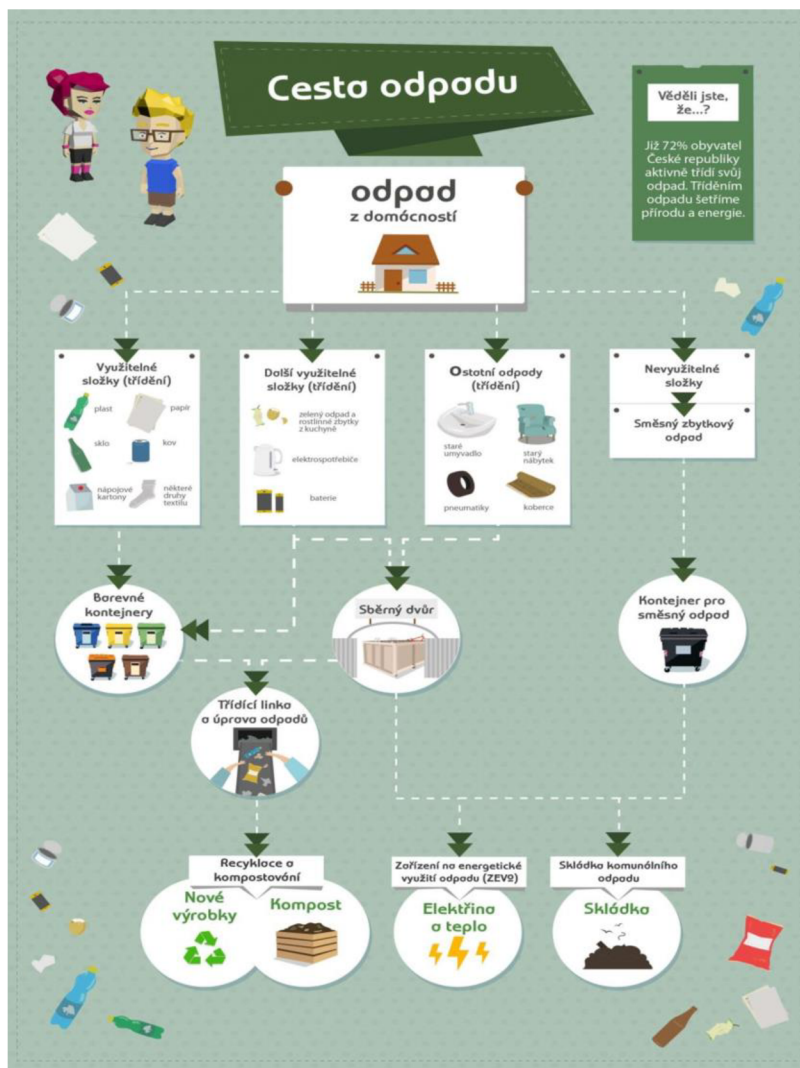 Cesta odpadu
Věděli jste,
že...?
Již 72% obyvatel
České republiky
aktivně třídí svůj
odpad. Tříděním
odpadu šetříme
přírodu a energie.
odpad
z domácností
Využitelné
složky (třídění)
plast
papír
sklo
kov
nápojové
kartony
některé
druhy
textilu
Další využitelné
složky (třídění)
zelený odpad a
rostlinné zbytky
z kuchyně
elektrospotřebiče
baterie
Ostatní odpady
(třídění)
staré
umyvadlo
starý
nábytek
pneumatiky
koberce
Nevyužitelné
složky
Směsný zbytkový
odpad
Barevné
kontejnery
Sběrný dvůr
Kontejner pro
směsný odpad
Třídící linka
a úprava odpadů
Recyklace a
kompostování
Nové
výrobky
Kompost
Zařízení na energetické
využití odpadu (ZEVO)
Elektřina
a teplo
Skládka komunálního
odpadu
Skládka